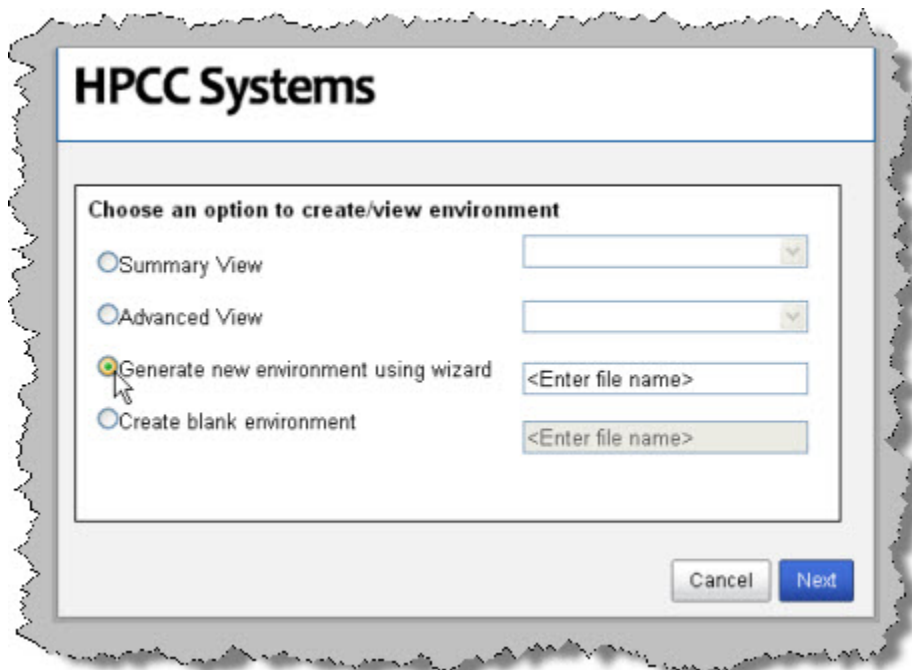 HPCC Systems
Choose an option to create/view environment
Summary View
Advanced View
Generate new environment using wizard
<Enter file name>
Create blank environment
<Enter file name>
Cancel
Next